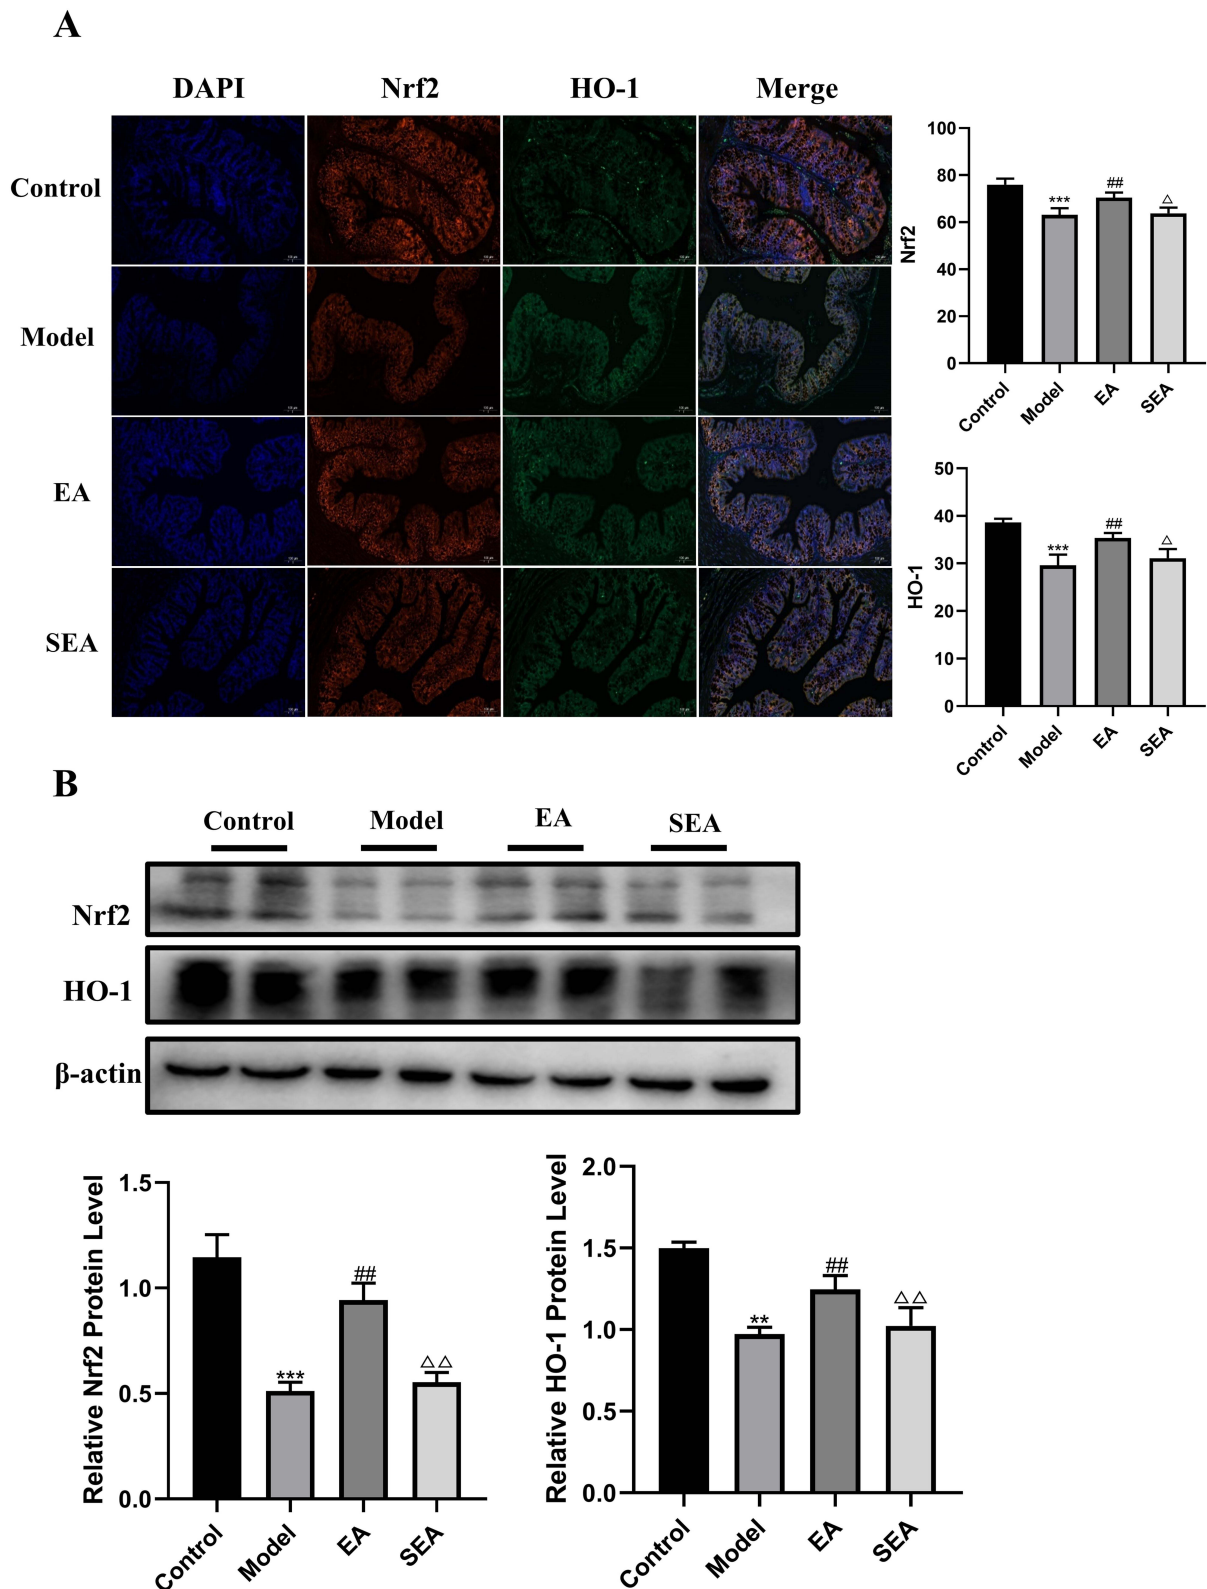 A
DAPI Nrf2 HO-1 Merge
Control
Model
EA
SEA
100
80
60
40
20
0
Nrf2
*** ## △
Control Model EA SEA
50
40
30
20
10
0
HO-1
*** ## △
Control Model EA SEA
B
Control Model EA SEA
Nrf2
HO-1
β-actin
Relative Nrf2 Protein Level
1.5
1.0
0.5
0.0
*** ## △△
Control Model EA SEA
Relative HO-1 Protein Level
2.0
1.5
1.0
0.5
0.0
** ## △△
Control Model EA SEA